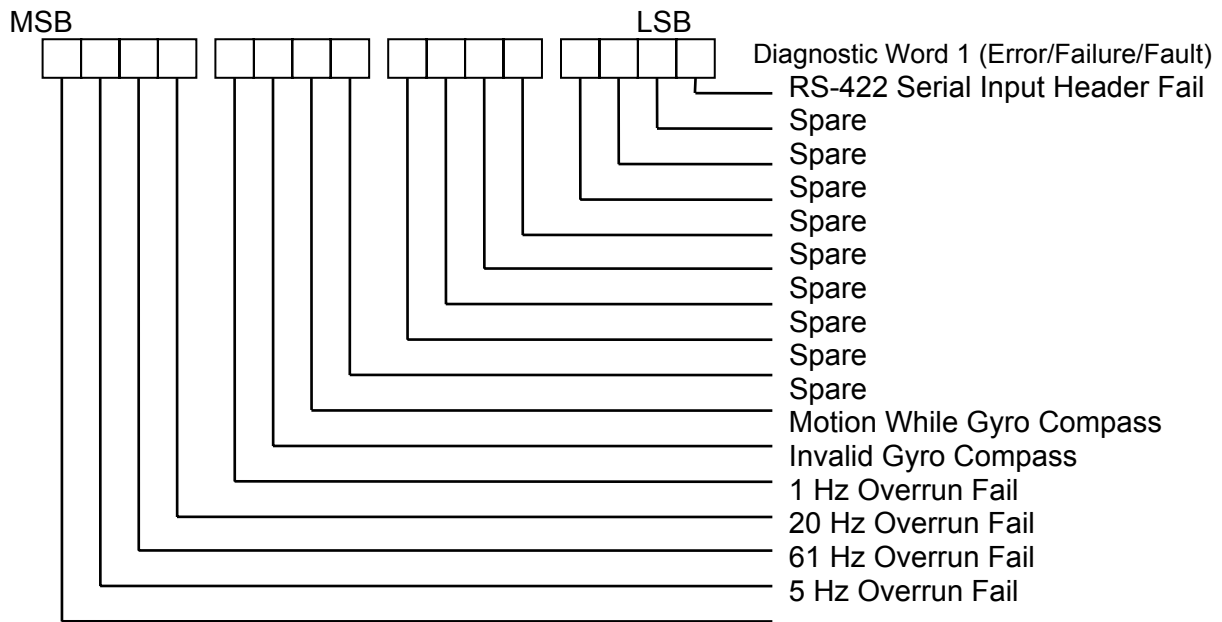 MSB LSB
Diagnostic Word 1 (Error/Failure/Fault)
RS-422 Serial Input Header Fail
Spare
Spare
Spare
Spare
Spare
Spare
Spare
Spare
Spare
Motion While Gyro Compass
Invalid Gyro Compass
1 Hz Overrun Fail
20 Hz Overrun Fail
61 Hz Overrun Fail
5 Hz Overrun Fail